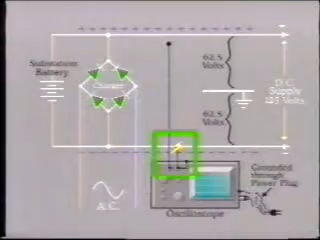 Substation
Battery
Charger
62.5
Volts
62.5
Volts
D.C.
Supply
125 Volts
A.C.
Oscilloscope
Grounded
through
Power Plug